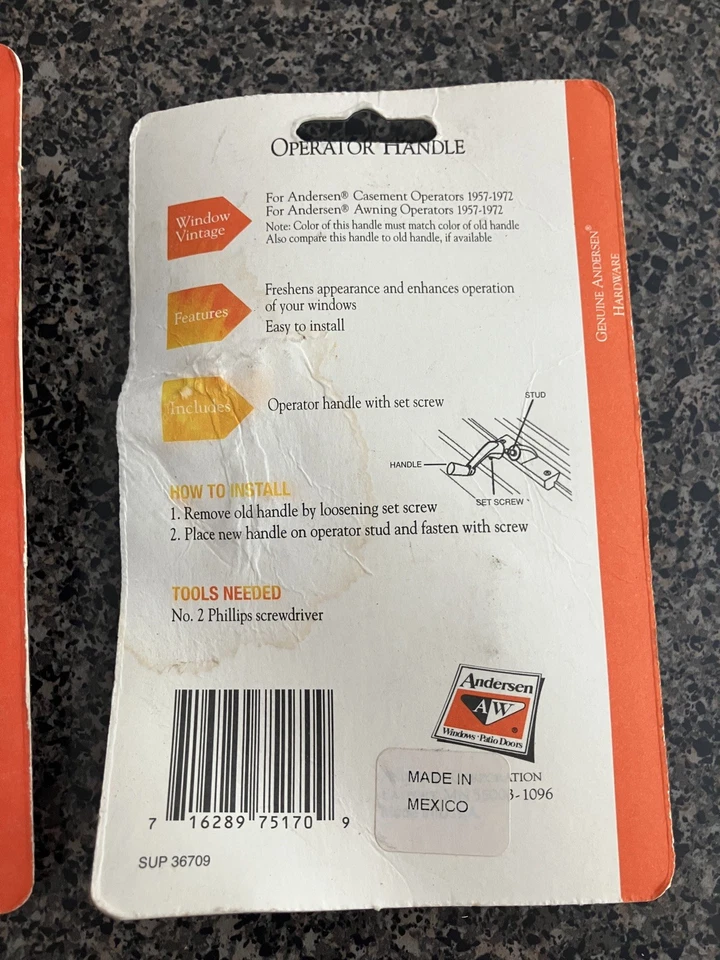 OPERATOR HANDLE
Window
Vintage
For Andersen® Casement Operators 1957-1972
For Andersen® Awning Operators 1957-1972
Note: Color of this handle must match color of old handle
Also compare this handle to old handle, if available
Features
Freshens appearance and enhances operation
of your windows
Easy to install
Includes
Operator handle with set screw
STUD
HANDLE
SET SCREW
HOW TO INSTALL
1. Remove old handle by loosening set screw
2. Place new handle on operator stud and fasten with screw
TOOLS NEEDED
No. 2 Phillips screwdriver
Andersen
AW
®
Windows · Patio Doors
MADE IN
MEXICO
-1096
7 16289 75170 9
SUP 36709
GENUINE ANDERSEN®
HARDWARE